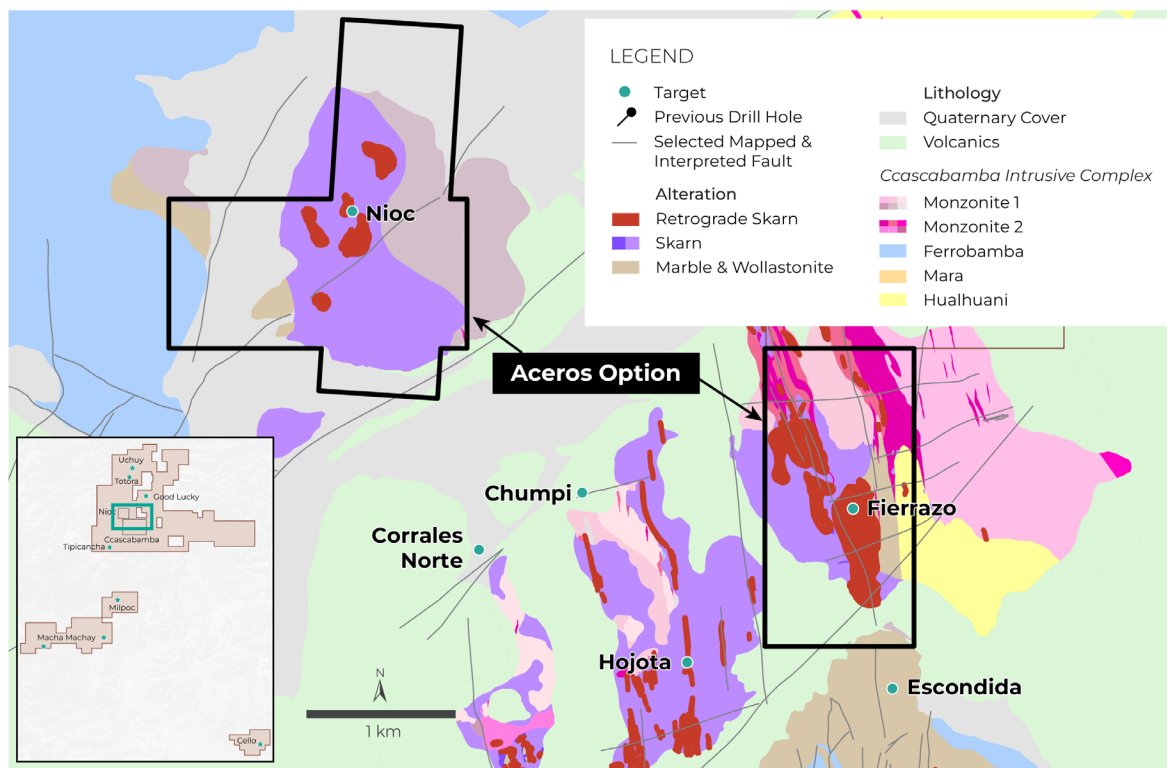 LEGEND
Target
Previous Drill Hole
Selected Mapped &
Interpreted Fault
Alteration
Retrograde Skarn
Skarn
Marble & Wollastonite
Lithology
Quaternary Cover
Volcanics
Ccascabamba Intrusive Complex
Monzonite 1
Monzonite 2
Ferrobamba
Mara
Hualhuani
Nioc
Aceros Option
Chumpi
Fierrazo
Corrales
Norte
Hojota
Escondida
N
1 km
Uchuy
Totora
Good Lucky
Nioc
Ccascabamba
Tipicancha
Milpoc
Macha Machay
Cello